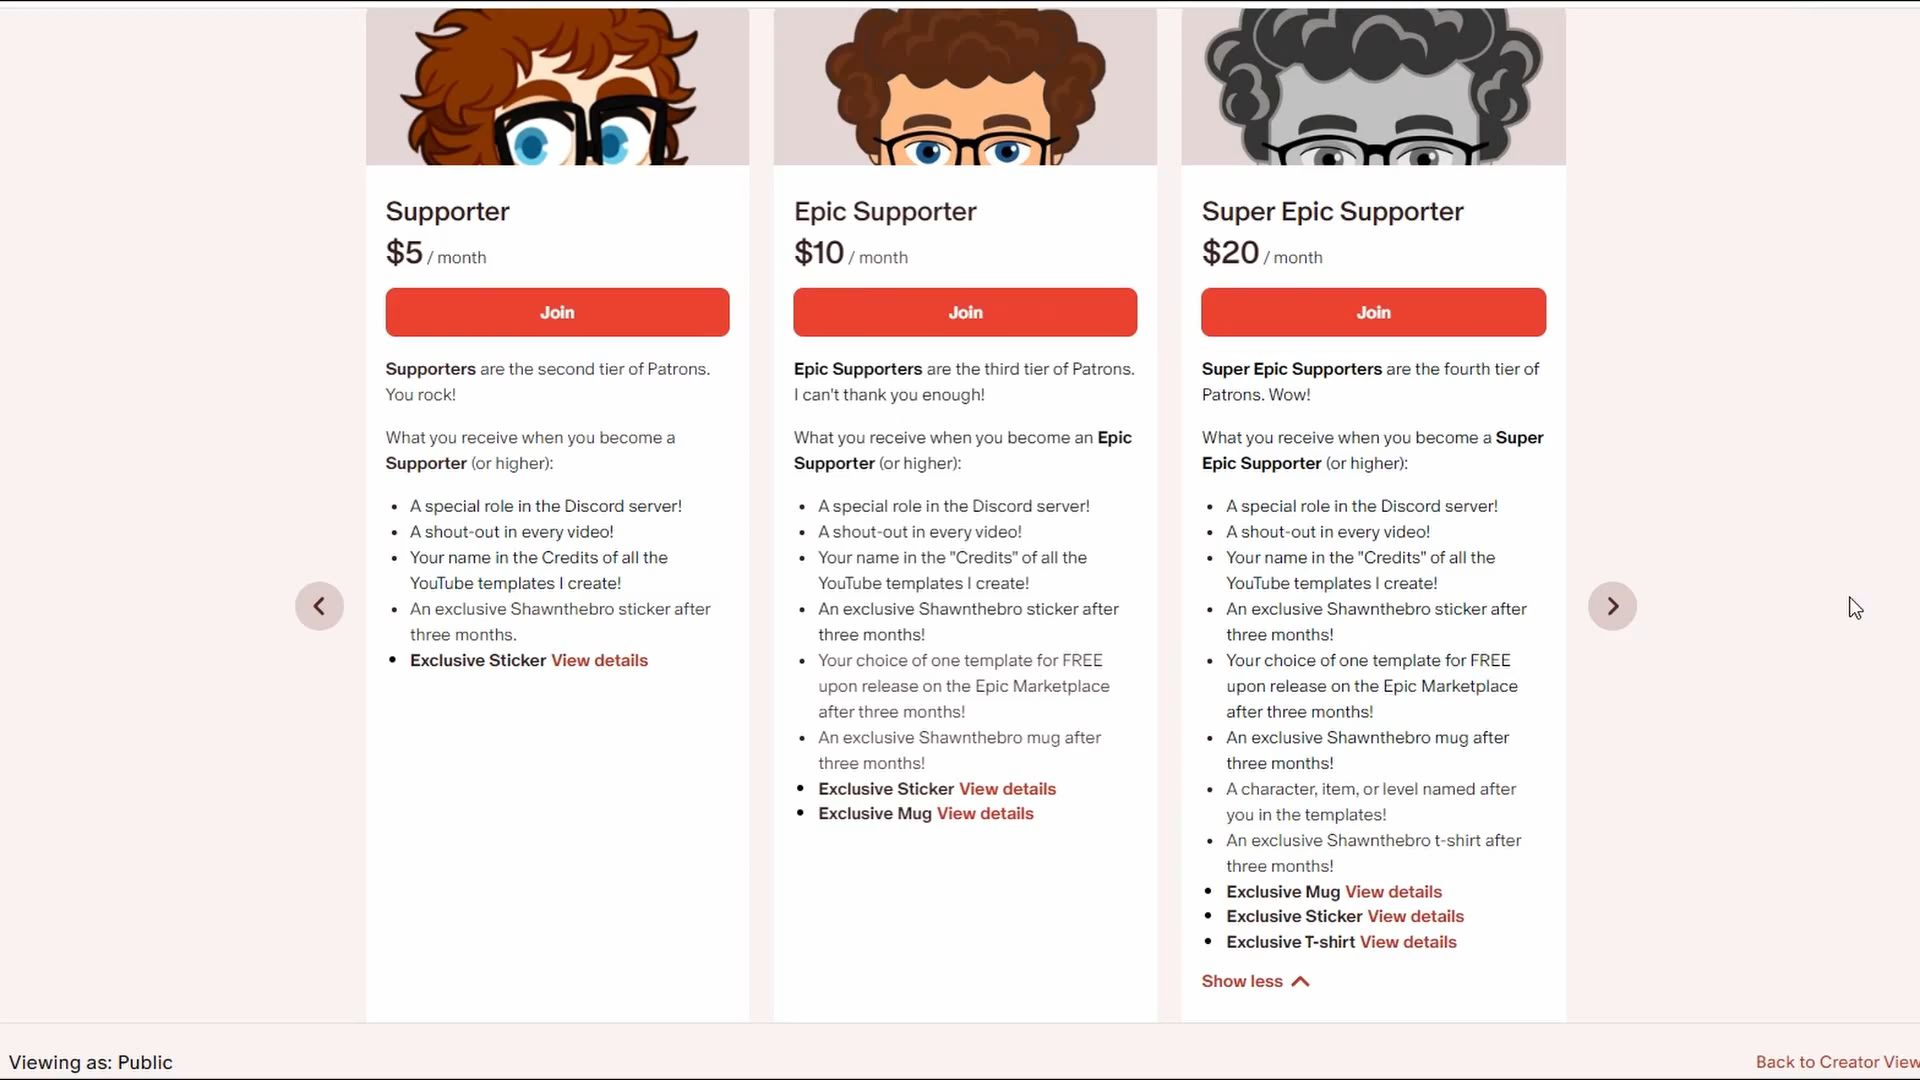 Supporter
$5 / month
Join
Supporters are the second tier of Patrons.
You rock!
What you receive when you become a
Supporter (or higher):
• A special role in the Discord server!
• A shout-out in every video!
• Your name in the Credits of all the
YouTube templates I create!
• An exclusive Shawnthebro sticker after
three months.
• Exclusive Sticker View details
Epic Supporter
$10 / month
Join
Epic Supporters are the third tier of Patrons.
I can't thank you enough!
What you receive when you become an Epic
Supporter (or higher):
• A special role in the Discord server!
• A shout-out in every video!
• Your name in the "Credits" of all the
YouTube templates I create!
• An exclusive Shawnthebro sticker after
three months!
• Your choice of one template for FREE
upon release on the Epic Marketplace
after three months!
• An exclusive Shawnthebro mug after
three months!
• Exclusive Sticker View details
• Exclusive Mug View details
Super Epic Supporter
$20 / month
Join
Super Epic Supporters are the fourth tier of
Patrons. Wow!
What you receive when you become a Super
Epic Supporter (or higher):
• A special role in the Discord server!
• A shout-out in every video!
• Your name in the "Credits" of all the
YouTube templates I create!
• An exclusive Shawnthebro sticker after
three months!
• Your choice of one template for FREE
upon release on the Epic Marketplace
after three months!
• An exclusive Shawnthebro mug after
three months!
• A character, item, or level named after
you in the templates!
• An exclusive Shawnthebro t-shirt after
three months!
• Exclusive Mug View details
• Exclusive Sticker View details
• Exclusive T-shirt View details
Show less
Viewing as: Public
Back to Creator View